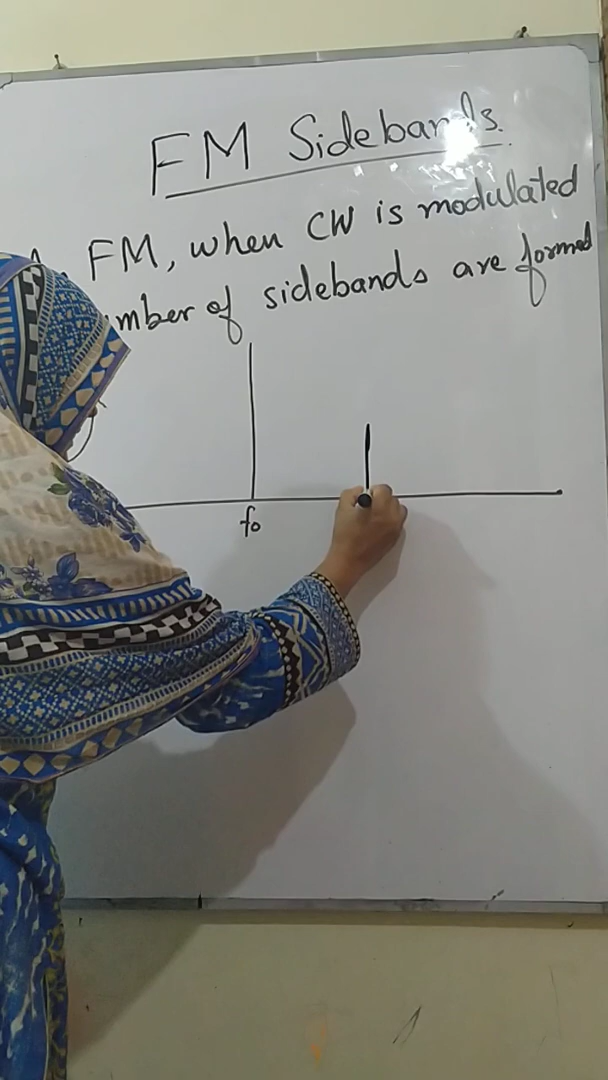 FM Sidebands.
FM, when CW is modulated
mber of sidebands are formed
fo